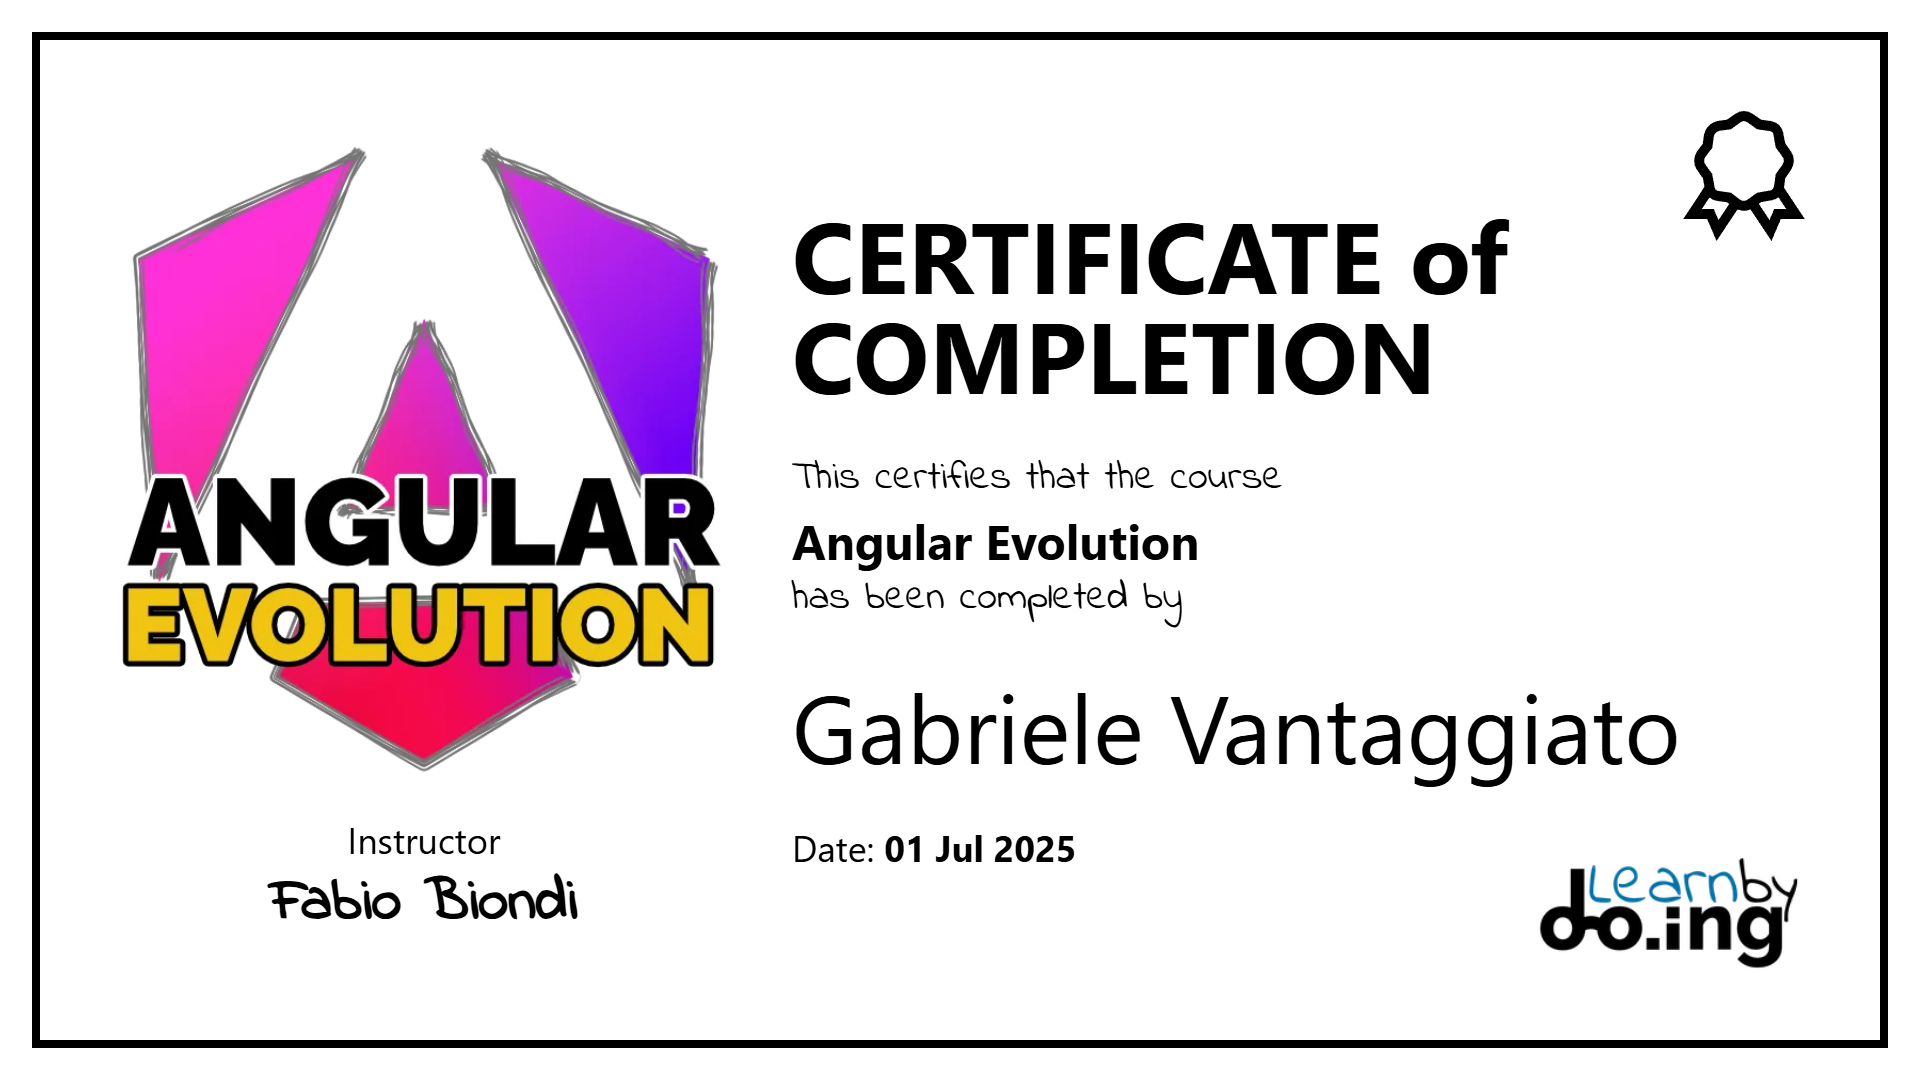 ANGULAR
EVOLUTION
Instructor
Fabio Biondi
CERTIFICATE of
COMPLETION
This certifies that the course
Angular Evolution
has been completed by
Gabriele Vantaggiato
Date: 01 Jul 2025
Learnby
do.ing